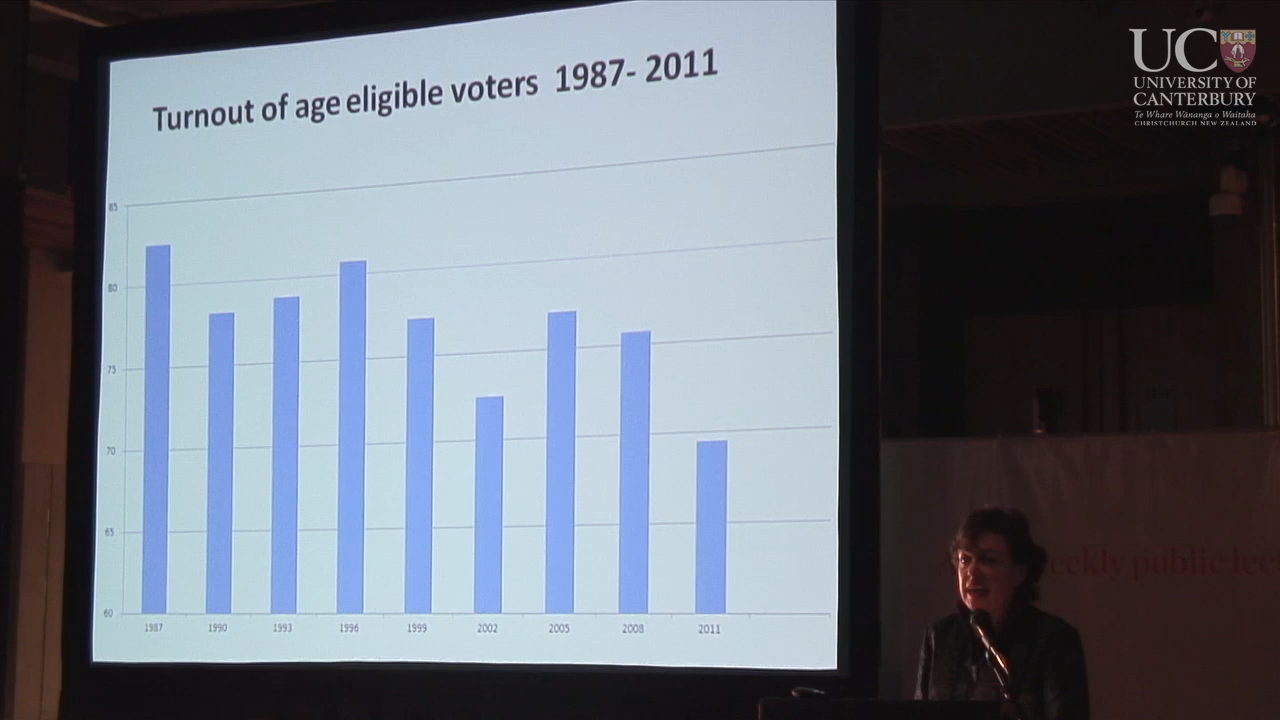 Turnout of age eligible voters 1987- 2011
85
80
75
70
65
60
1987
1990
1993
1996
1999
2002
2005
2008
2011
UC
UNIVERSITY OF
CANTERBURY
Te Whare Wānanga o Waitaha
CHRISTCHURCH NEW ZEALAND
public